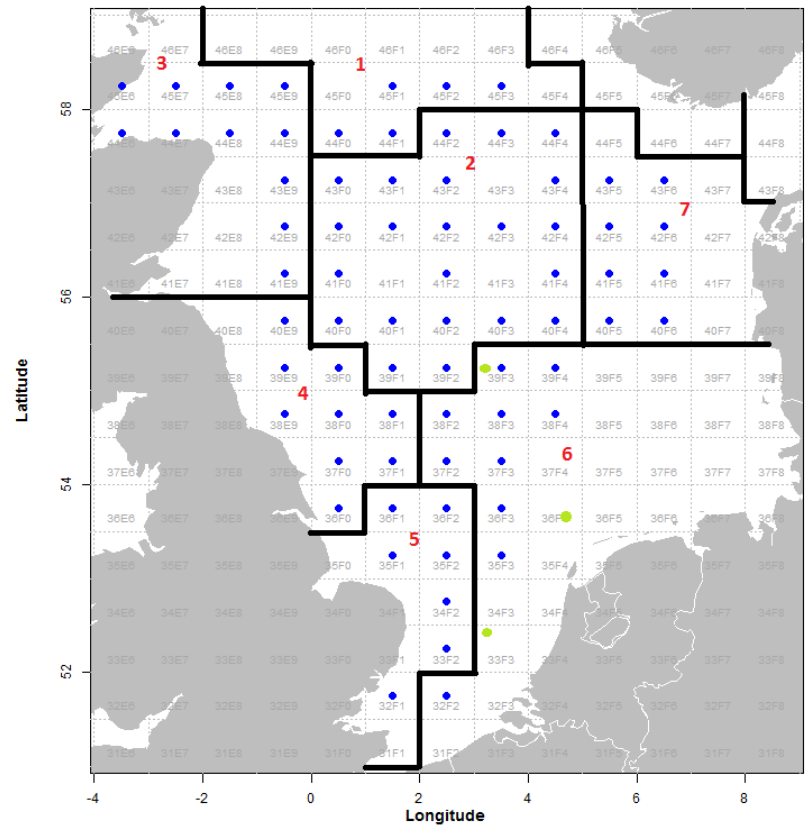 46E6 46E7 46E8 46E9 46F0 46F1 46F2 46F3 46F4 46F5 46F6 46F7 46F8
3 1
45E6 45E7 45E8 45E9 45F0 45F1 45F2 45F3 45F4 45F5 45F6 45F7 45F8
58
44E6 44E7 44E8 44E9 44F0 44F1 44F2 44F3 44F4 44F5 44F6 44F7 44F8
2
43E6 43E7 43E8 43E9 43F0 43F1 43F2 43F3 43F4 43F5 43F6 43F7 43F8
7
42E6 42E7 42E8 42E9 42F0 42F1 42F2 42F3 42F4 42F5 42F6 42F7 42F8
41E6 41E7 41E8 41E9 41F0 41F1 41F2 41F3 41F4 41F5 41F6 41F7 41F8
56
40E6 40E7 40E8 40E9 40F0 40F1 40F2 40F3 40F4 40F5 40F6 40F7 40F8
39E6 39E7 39E8 39E9 39F0 39F1 39F2 39F3 39F4 39F5 39F6 39F7 39F8
4
Latitude
38E6 38E7 38E8 38E9 38F0 38F1 38F2 38F3 38F4 38F5 38F6 38F7 38F8
6
37E6 37E7 37E8 37E9 37F0 37F1 37F2 37F3 37F4 37F5 37F6 37F7 37F8
54
36E6 36E7 36E8 36E9 36F0 36F1 36F2 36F3 36F4 36F5 36F6 36F7 36F8
5
35E6 35E7 35E8 35E9 35F0 35F1 35F2 35F3 35F4 35F5 35F6 35F7 35F8
34E6 34E7 34E8 34E9 34F0 34F1 34F2 34F3 34F4 34F5 34F6 34F7 34F8
33E6 33E7 33E8 33E9 33F0 33F1 33F2 33F3 33F4 33F5 33F6 33F7 33F8
52
32E6 32E7 32E8 32E9 32F0 32F1 32F2 32F3 32F4 32F5 32F6 32F7 32F8
31E6 31E7 31E8 31E9 31F0 31F1 31F2 31F3 31F4 31F5 31F6 31F7 31F8
-4 -2 0 2 4 6 8
Longitude